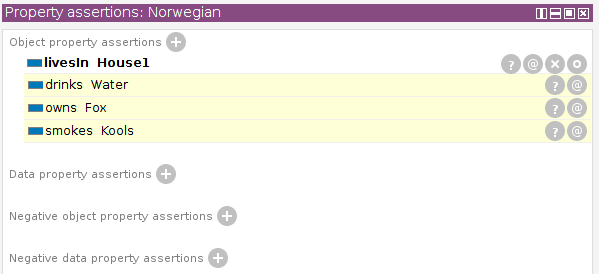 Property assertions: Norwegian
Object property assertions
livesIn House1
drinks Water
owns Fox
smokes Kools
Data property assertions
Negative object property assertions
Negative data property assertions